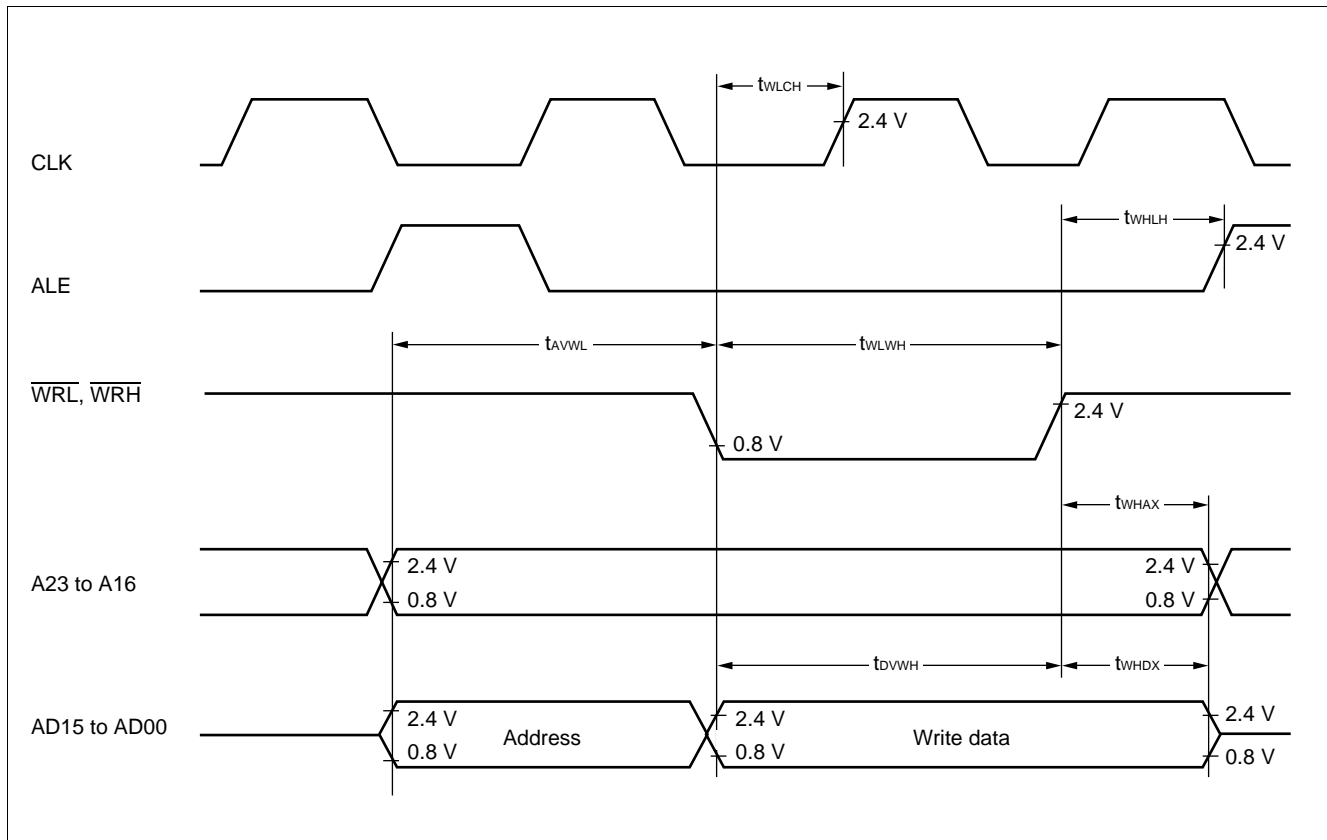 tWLCH
CLK
2.4 V
tWHLH
ALE
2.4 V
tAVWL
tWLWH
WRL, WRH
2.4 V
0.8 V
tWHAX
A23 to A16
2.4 V
2.4 V
0.8 V
0.8 V
tDVWH
tWHDX
AD15 to AD00
2.4 V
Address
2.4 V
Write data
2.4 V
0.8 V
0.8 V
0.8 V